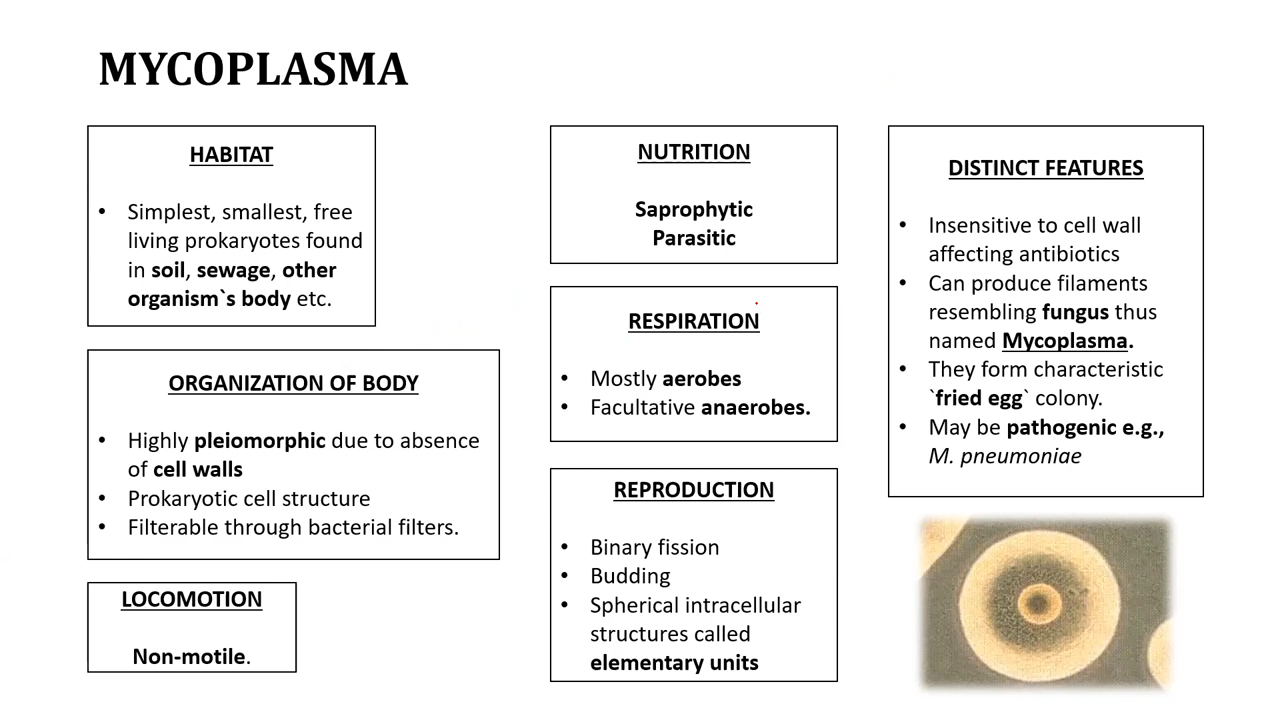 MYCOPLASMA
HABITAT
• Simplest, smallest, free
living prokaryotes found
in soil, sewage, other
organism`s body etc.
ORGANIZATION OF BODY
• Highly pleiomorphic due to absence
of cell walls
• Prokaryotic cell structure
• Filterable through bacterial filters.
LOCOMOTION
Non-motile.
NUTRITION
Saprophytic
Parasitic
RESPIRATION
• Mostly aerobes
• Facultative anaerobes.
REPRODUCTION
• Binary fission
• Budding
• Spherical intracellular
structures called
elementary units
DISTINCT FEATURES
• Insensitive to cell wall
affecting antibiotics
• Can produce filaments
resembling fungus thus
named Mycoplasma.
• They form characteristic
`fried egg` colony.
• May be pathogenic e.g.,
M. pneumoniae